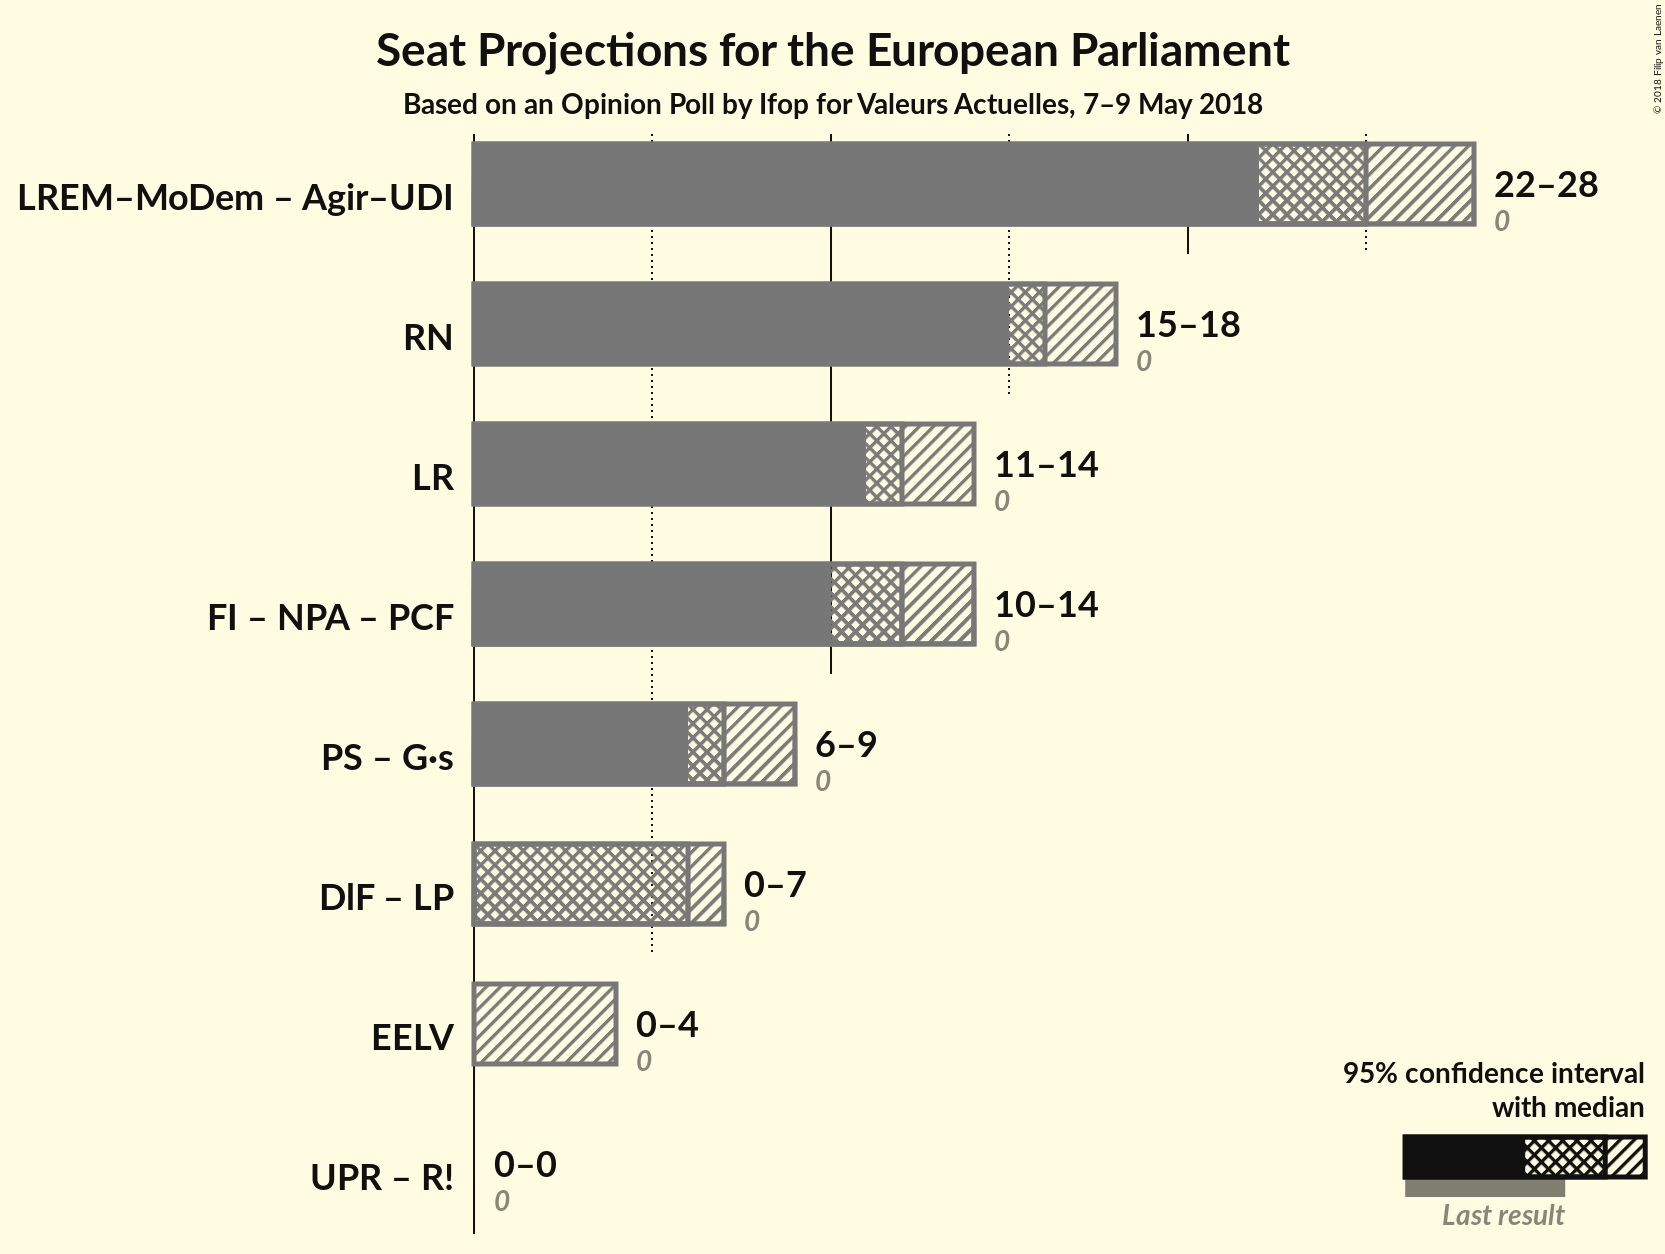 Seat Projections for the European Parliament
Based on an Opinion Poll by Ifop for Valeurs Actuelles, 7–9 May 2018
© 2018 Filip van Laenen
LREM–MoDem – Agir–UDI
22–28
0
RN
15–18
0
LR
11–14
0
FI – NPA – PCF
10–14
0
PS – G·s
6–9
0
DlF – LP
0–7
0
EELV
0–4
0
UPR – R!
0–0
0
95% confidence interval
with median
Last result